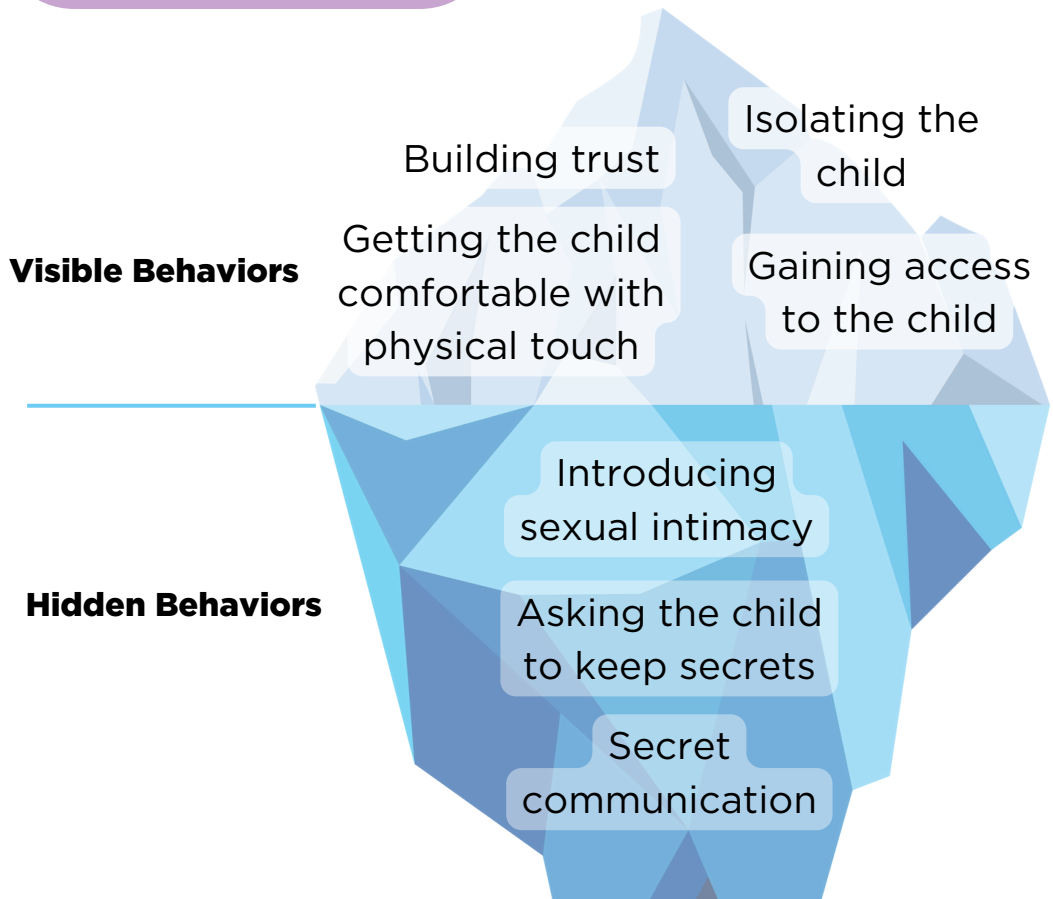 Visible Behaviors
Building trust
Getting the child
comfortable with
physical touch
Isolating the
child
Gaining access
to the child
Hidden Behaviors
Introducing
sexual intimacy
Asking the child
to keep secrets
Secret
communication